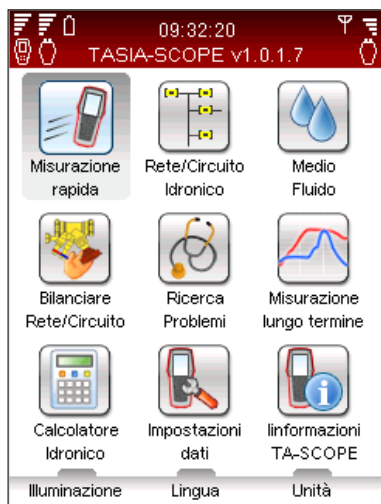 09:32:20
TASIA-SCOPE v1.0.1.7
Misurazione rapida
Rete/Circuito Idronico
Medio Fluido
Bilanciare Rete/Circuito
Ricerca Problemi
Misurazione lungo termine
Calcolatore Idronico
Impostazioni dati
Iinformazioni TA-SCOPE
Illuminazione
Lingua
Unità